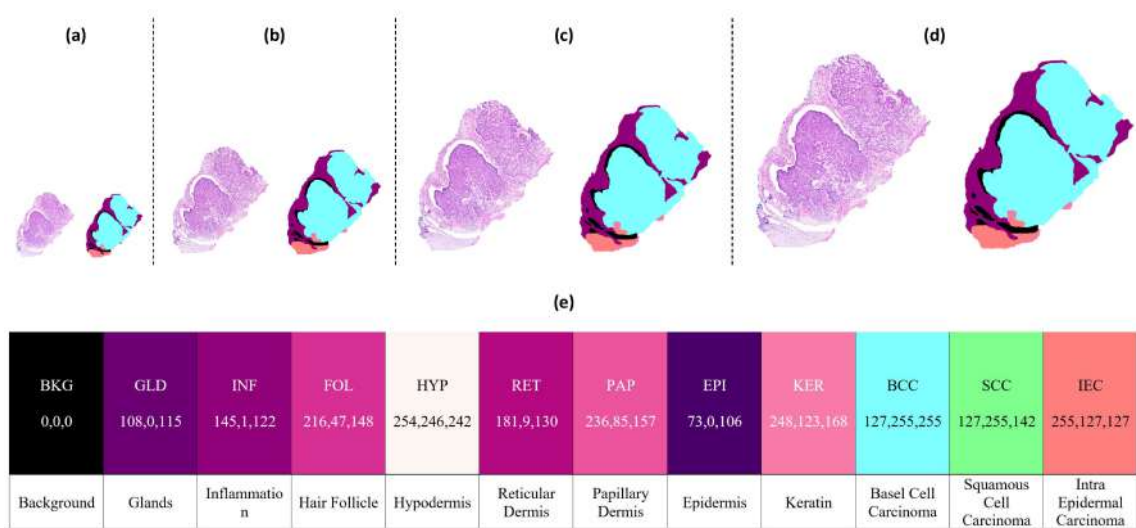 (a)
(b)
(c)
(d)
(e)
BKG GLD INF FOL HYP RET PAP EPI KER BCC SCC IEC
0,0,0 108,0,115 145,1,122 216,47,148 254,246,242 181,9,130 236,85,157 73,0,106 248,123,168 127,255,255 127,255,142 255,127,127
Background Glands Inflammatio
n Hair Follicle Hypodermis Reticular
Dermis Papillary
Dermis Epidermis Keratin Basel Cell
Carcinoma Squamous
Cell
Carcinoma Intra
Epidermal
Carcinoma